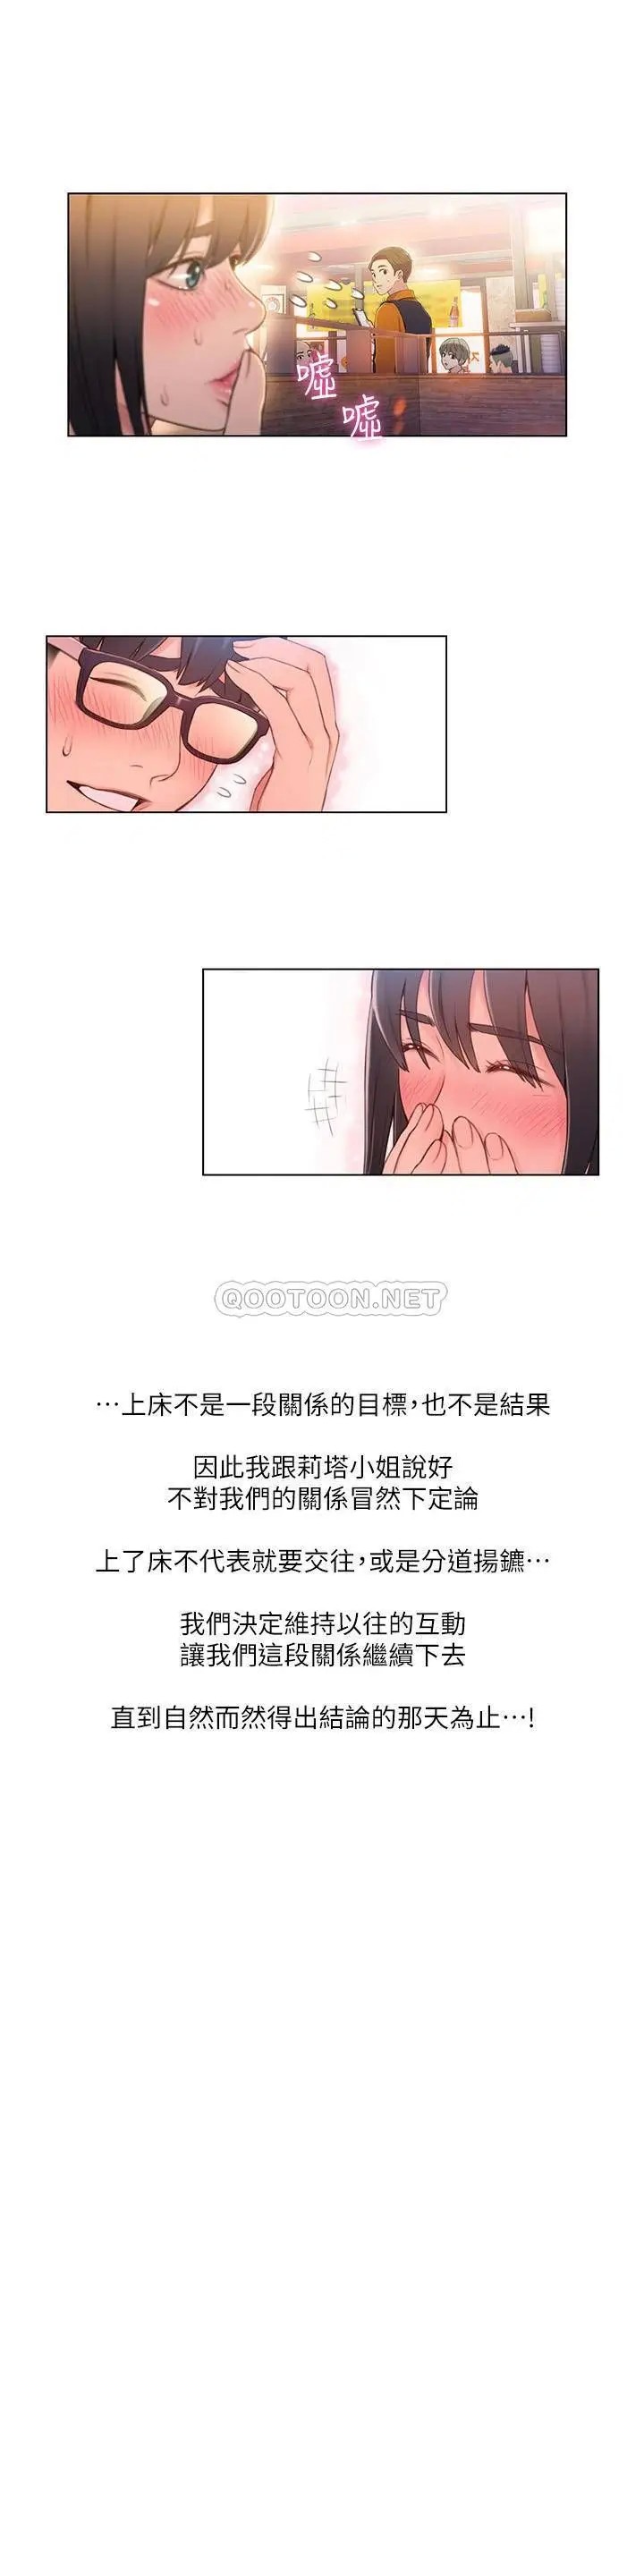 噓
噓
QOOTOON.NET
…上床不是一段關係的目標,也不是結果
因此我跟莉塔小姐說好
不對我們的關係冒然下定論
上了床不代表就要交往,或是分道揚鑣…
我們決定維持以往的互動
讓我們這段關係繼續下去
直到自然而然得出結論的那天為止…!